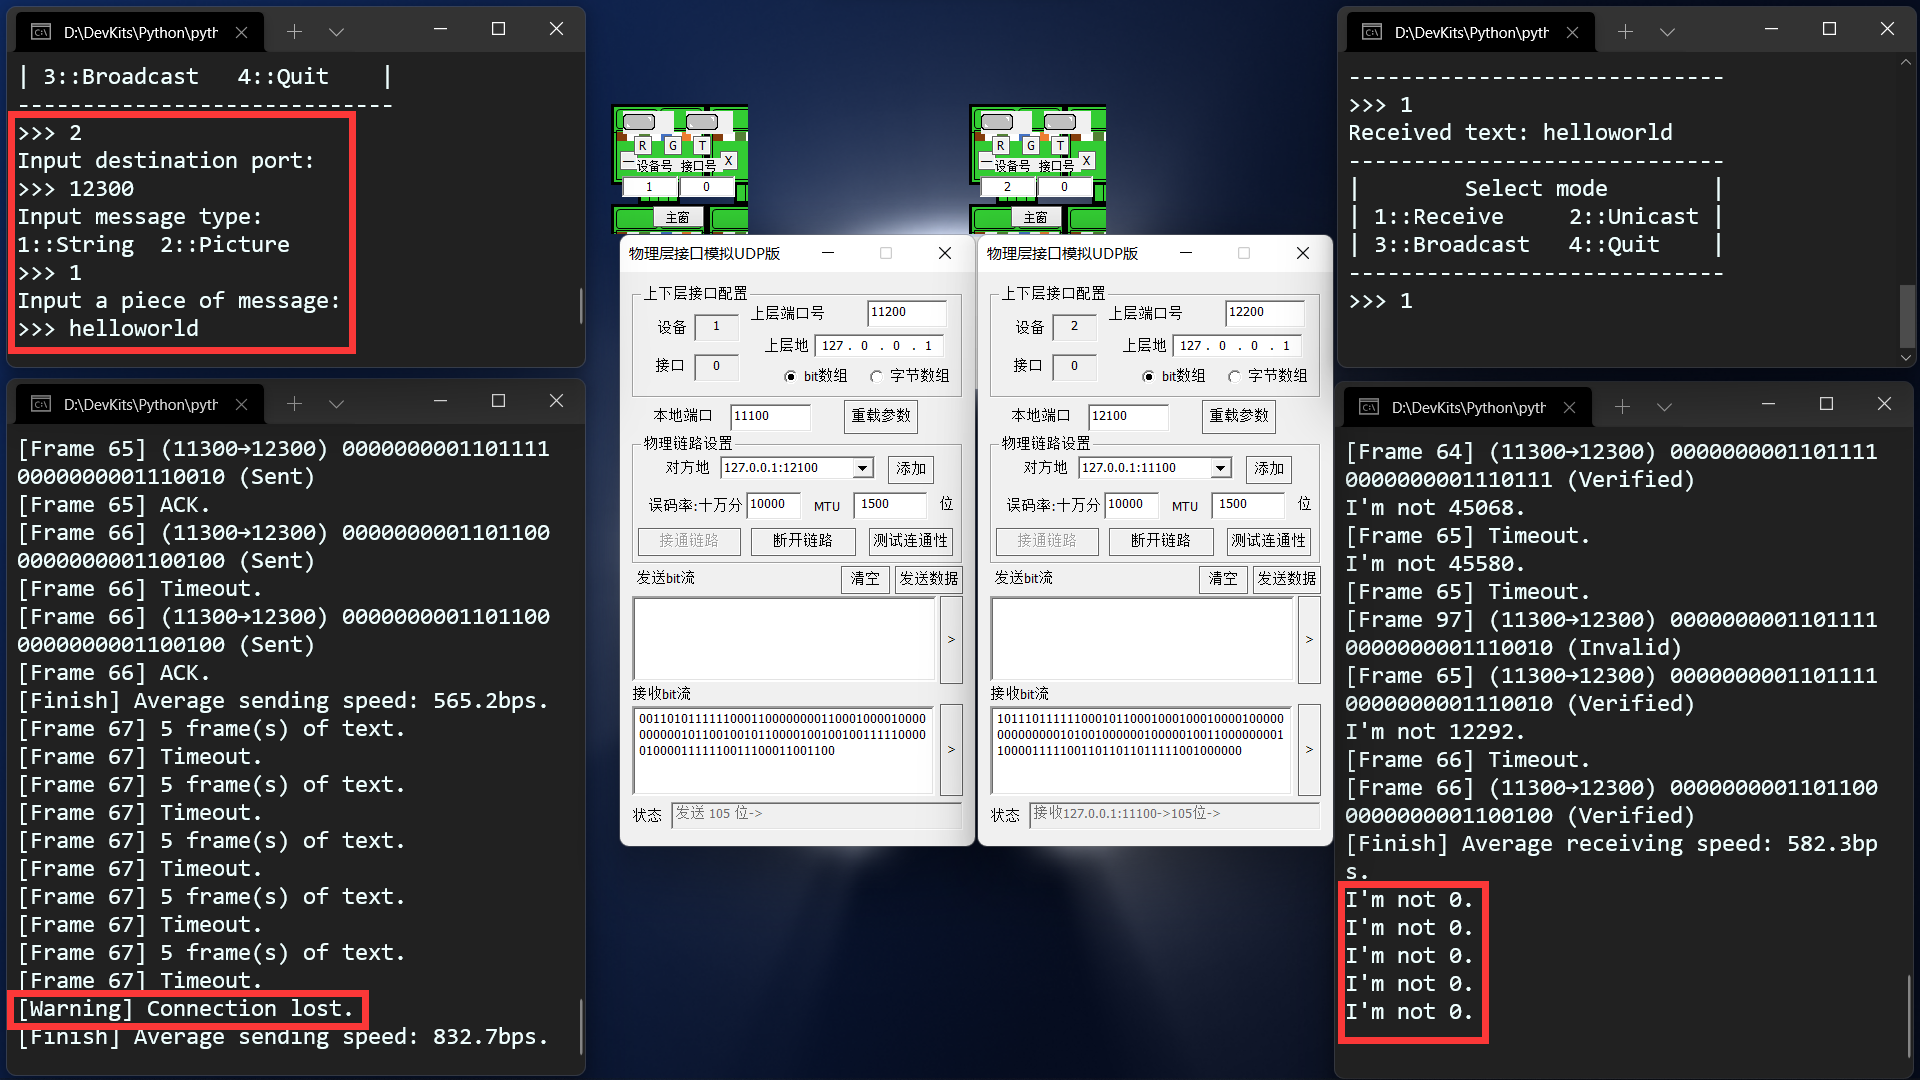 D:\DevKits\Python\pyth
| 3::Broadcast   4::Quit    |
-----------------------------
>>> 2
Input destination port:
>>> 12300
Input message type:
1::String  2::Picture
>>> 1
Input a piece of message:
>>> helloworld
D:\DevKits\Python\pyth
[Frame 65] (11300→12300) 0000000001101111
0000000001110010 (Sent)
[Frame 65] ACK.
[Frame 66] (11300→12300) 0000000001101100
0000000001100100 (Sent)
[Frame 66] Timeout.
[Frame 66] (11300→12300) 0000000001101100
0000000001100100 (Sent)
[Frame 66] ACK.
[Finish] Average sending speed: 565.2bps.
[Frame 67] 5 frame(s) of text.
[Frame 67] Timeout.
[Frame 67] 5 frame(s) of text.
[Frame 67] Timeout.
[Frame 67] 5 frame(s) of text.
[Frame 67] Timeout.
[Frame 67] 5 frame(s) of text.
[Frame 67] Timeout.
[Frame 67] 5 frame(s) of text.
[Frame 67] Timeout.
[Warning] Connection lost.
[Finish] Average sending speed: 832.7bps.
R G T
设备号 接口号 X
1 0
主窗
物理层接口模拟UDP版
上下层接口配置
设备 1 上层端口号 11200
上层地 127 . 0 . 0 . 1
接口 0
bit数组 字节数组
本地端口 11100 重载参数
物理链路设置
对方地 127.0.0.1:12100 添加
误码率:十万分 10000 MTU 1500 位
接通链路 断开链路 测试连通性
发送bit流 清空 发送数据
>
接收bit流
>
状态 发送 105 位->
R G T
设备号 接口号 X
2 0
主窗
物理层接口模拟UDP版
上下层接口配置
设备 2 上层端口号 12200
上层地 127 . 0 . 0 . 1
接口 0
bit数组 字节数组
本地端口 12100 重载参数
物理链路设置
对方地 127.0.0.1:11100 添加
误码率:十万分 10000 MTU 1500 位
接通链路 断开链路 测试连通性
发送bit流 清空 发送数据
>
接收bit流
>
状态 接收127.0.0.1:11100->105位->
D:\DevKits\Python\pyth
-----------------------------
>>> 1
Received text: helloworld
-----------------------------
|        Select mode        |
| 1::Receive     2::Unicast |
| 3::Broadcast   4::Quit    |
-----------------------------
>>> 1
D:\DevKits\Python\pyth
[Frame 64] (11300→12300) 0000000001101111
0000000001110111 (Verified)
I'm not 45068.
[Frame 65] Timeout.
I'm not 45580.
[Frame 65] Timeout.
[Frame 97] (11300→12300) 0000000001101111
0000000001110010 (Invalid)
[Frame 65] (11300→12300) 0000000001101111
0000000001110010 (Verified)
I'm not 12292.
[Frame 66] Timeout.
[Frame 66] (11300→12300) 0000000001101100
0000000001100100 (Verified)
[Finish] Average receiving speed: 582.3bp
s.
I'm not 0.
I'm not 0.
I'm not 0.
I'm not 0.
I'm not 0.